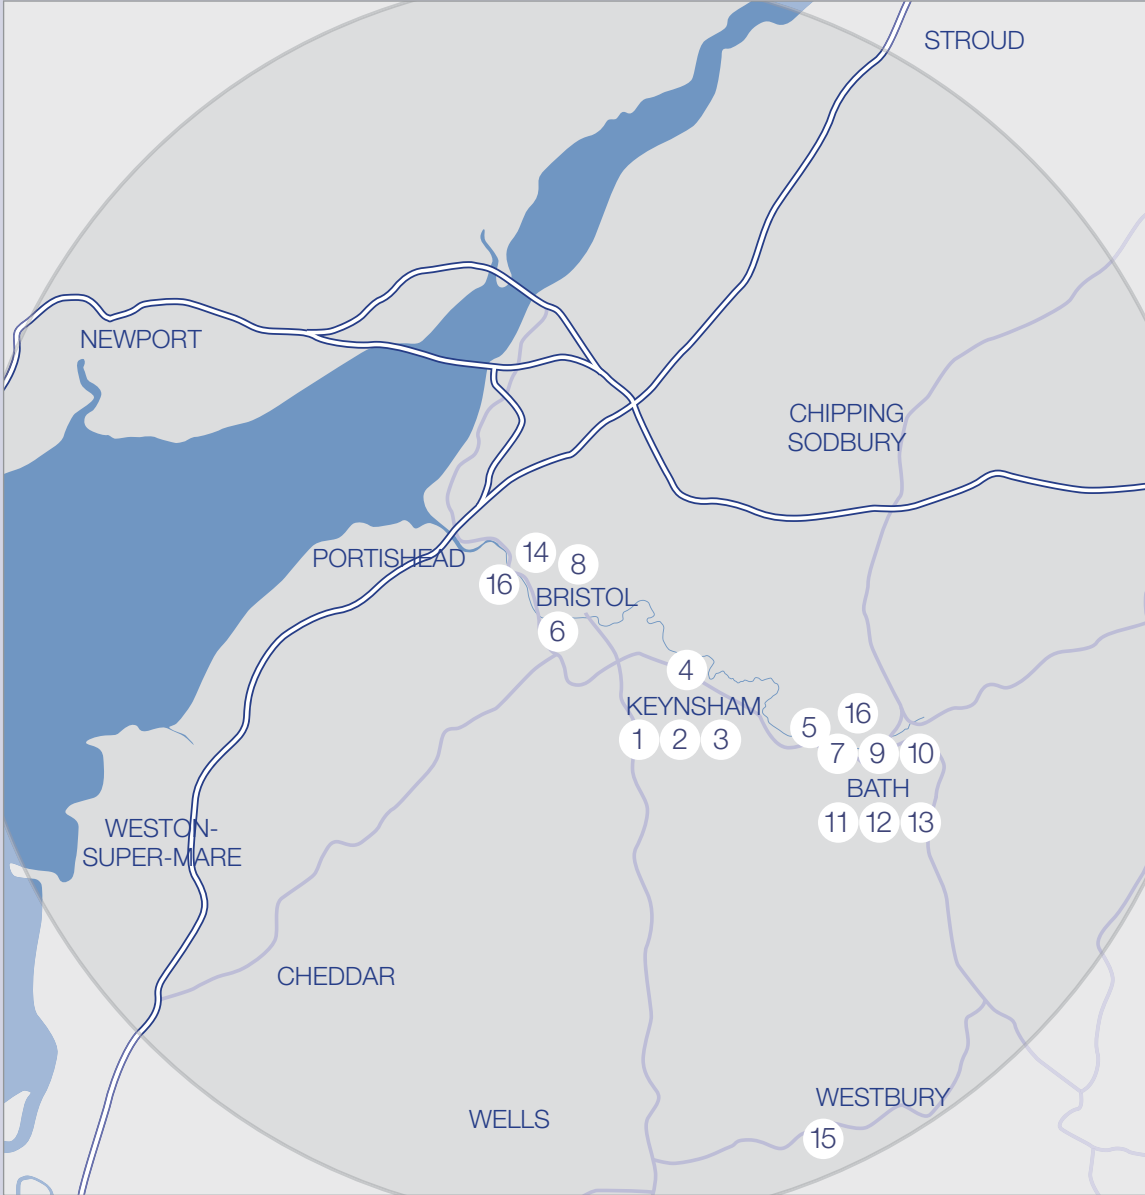 STROUD
NEWPORT
CHIPPING
SODBURY
PORTISHEAD
14
8
16
BRISTOL
6
4
KEYNSHAM
1
2
3
5
16
7
9
10
BATH
11
12
13
WESTON-
SUPER-MARE
CHEDDAR
WESTBURY
WELLS
15